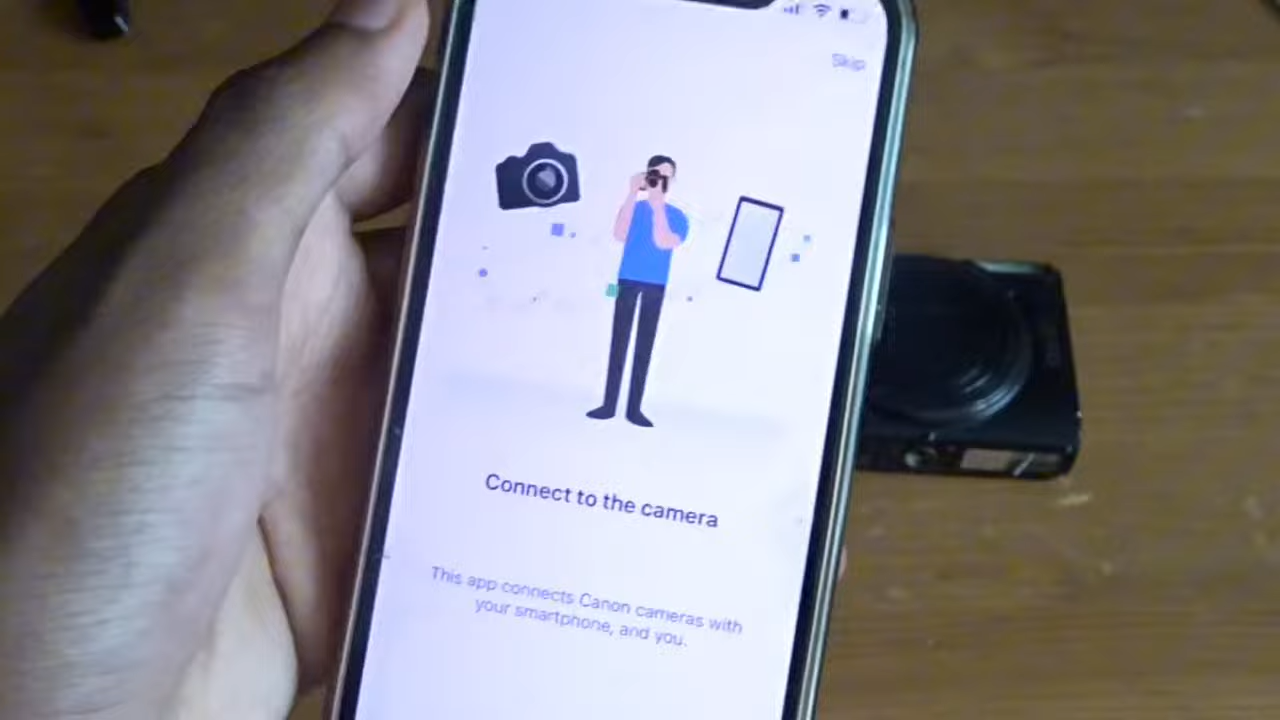 Skip
Connect to the camera
This app connects Canon cameras with
your smartphone, and you.